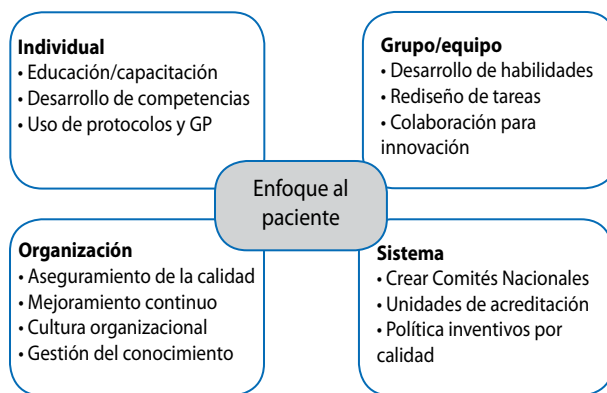 Individual
• Educación/capacitación
• Desarrollo de competencias
• Uso de protocolos y GP
Grupo/equipo
• Desarrollo de habilidades
• Rediseño de tareas
• Colaboración para
innovación
Enfoque al
paciente
Organización
• Aseguramiento de la calidad
• Mejoramiento continuo
• Cultura organizacional
• Gestión del conocimiento
Sistema
• Crear Comités Nacionales
• Unidades de acreditación
• Política inventivos por
calidad